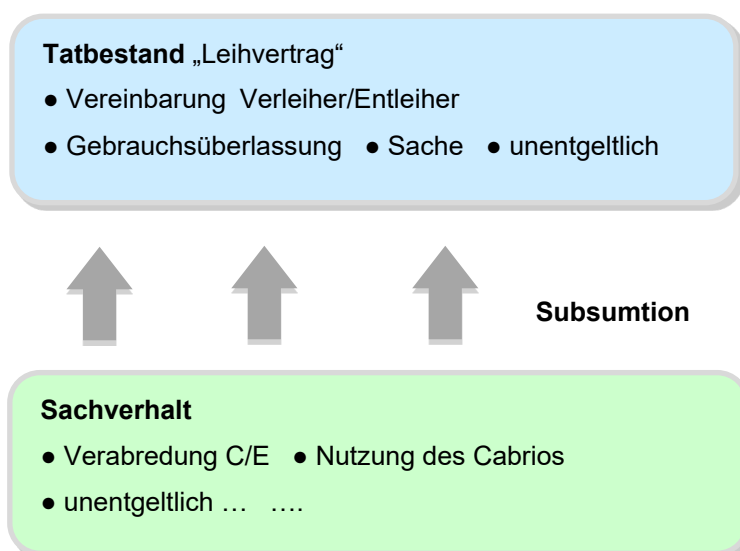 Tatbestand „Leihvertrag“
● Vereinbarung Verleiher/Entleiher
● Gebrauchsüberlassung ● Sache ● unentgeltlich
Subsumtion
Sachverhalt
● Verabredung C/E ● Nutzung des Cabrios
● unentgeltlich … ….